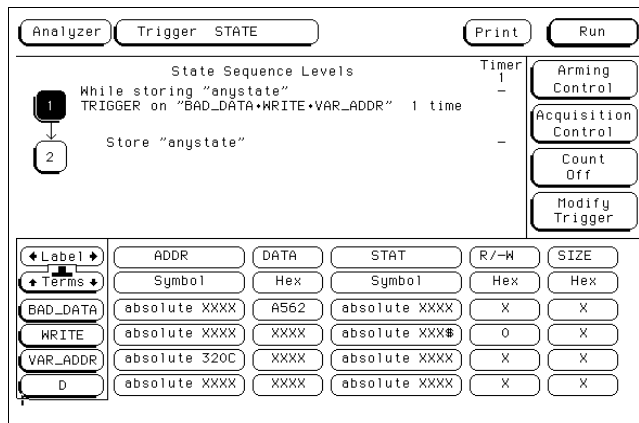 Analyzer Trigger STATE Print Run
State Sequence Levels Timer
1
While storing "anystate" –
1 TRIGGER on "BAD_DATA•WRITE•VAR_ADDR" 1 time
2 Store "anystate" –
Arming
Control
Acquisition
Control
Count
Off
Modify
Trigger
Label ADDR DATA STAT R/-W SIZE
Terms Symbol Hex Symbol Hex Hex
BAD_DATA absolute XXXX A562 absolute XXXX X X
WRITE absolute XXXX XXXX absolute XXX$ 0 X
VAR_ADDR absolute 320C XXXX absolute XXXX X X
D absolute XXXX XXXX absolute XXXX X X